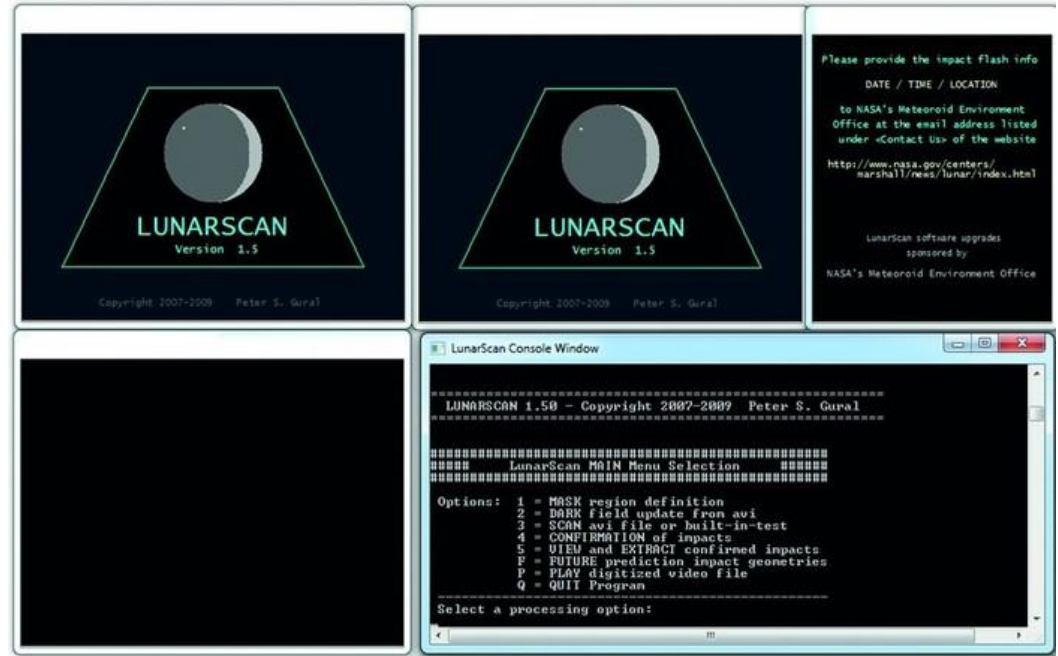 LUNARSCAN
Version 1.5
Copyright 2007-2009 Peter S. Gural
LUNARSCAN
Version 1.5
Copyright 2007-2009 Peter S. Gural
Please provide the impact flash info
DATE / TIME / LOCATION
to NASA's Meteoroid Environment
Office at the email address listed
under <Contact Us> of the website
http://www.nasa.gov/centers/
marshall/news/lunar/index.html
LunarScan software upgrades
sponsored by
NASA's Meteoroid Environment Office
LunarScan Console Window
=======================================================
LUNARSCAN 1.50 - Copyright 2007-2009 Peter S. Gural
=======================================================
##################################################
##### LunarScan MAIN Menu Selection ######
##################################################
Options: 1 = MASK region definition
2 = DARK field update from avi
3 = SCAN avi file or built-in-test
4 = CONFIRMATION of impacts
5 = VIEW and EXTRACT confirmed impacts
F = FUTURE prediction impact geometries
P = PLAY digitized video file
Q = QUIT Program
--------------------------------------------------
Select a processing option: